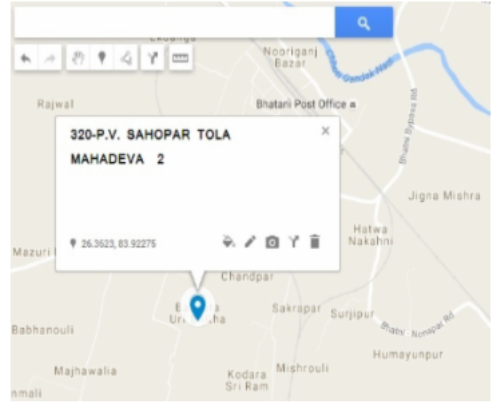 Nooriganj
Bazar
Rajwal
Bhatani Post Office
320-P.V. SAHOPAR TOLA
MAHADEVA 2
Jigna Mishra
Hatwa
Nakahni
26.3623, 83.92275
Mazuri
Chandpar
Sakrapar
Surjipur
Babhanouli
Humayunpur
Majhawalia
Kodara
Sri Ram
Mishrouli
nmali